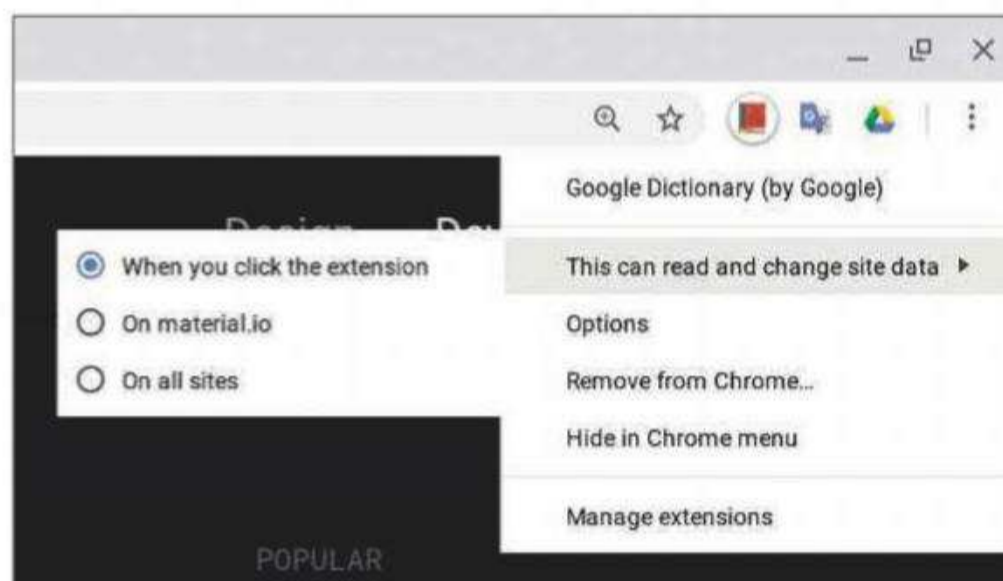 Google Dictionary (by Google)
This can read and change site data
When you click the extension
On material.io
On all sites
Options
Remove from Chrome...
Hide in Chrome menu
Manage extensions
POPULAR